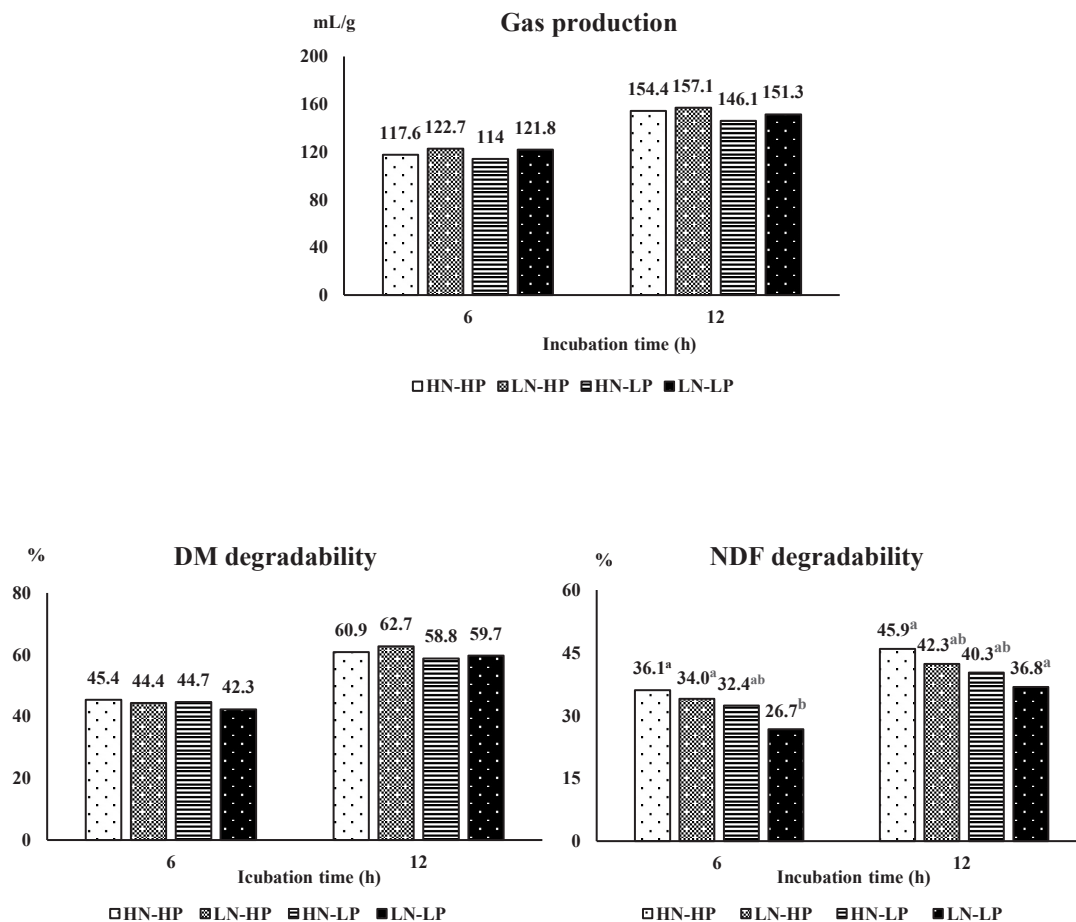 mL/g
Gas production
200
160
120
80
40
0
117.6 122.7 114 121.8
154.4 157.1 146.1 151.3
6 12
Incubation time (h)
HN-HP LN-HP HN-LP LN-LP
%
DM degradability
80
60
40
20
0
45.4 44.4 44.7 42.3
60.9 62.7 58.8 59.7
6 12
Icubation time (h)
HN-HP LN-HP HN-LP LN-LP
%
NDF degradability
60
45
30
15
0
36.1a 34.0a 32.4ab 26.7b
45.9a 42.3ab 40.3ab 36.8a
6 12
Incubation time (h)
HN-HP LN-HP HN-LP LN-LP